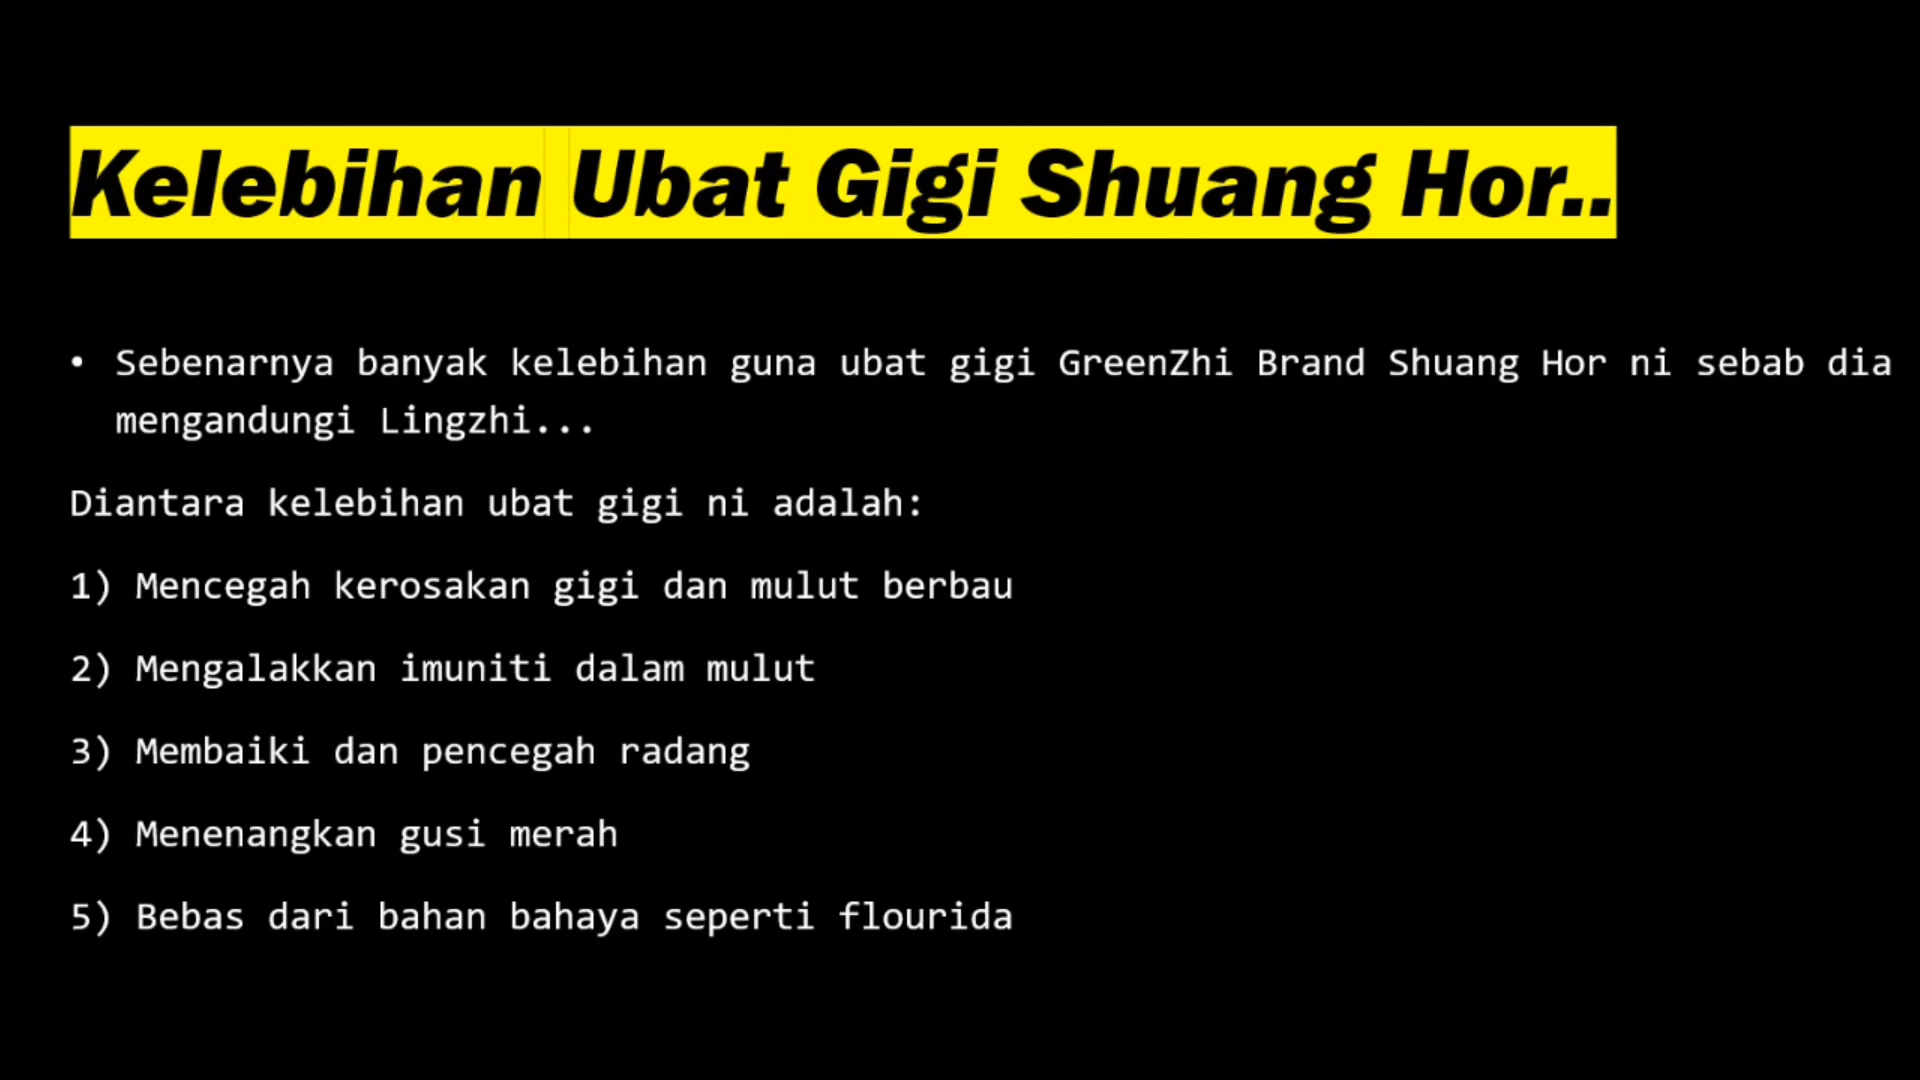 Kelebihan Ubat Gigi Shuang Hor..
• Sebenarnya banyak kelebihan guna ubat gigi GreenZhi Brand Shuang Hor ni sebab dia
mengandungi Lingzhi...
Diantara kelebihan ubat gigi ni adalah:
1) Mencegah kerosakan gigi dan mulut berbau
2) Mengalakkan imuniti dalam mulut
3) Membaiki dan pencegah radang
4) Menenangkan gusi merah
5) Bebas dari bahan bahaya seperti flourida